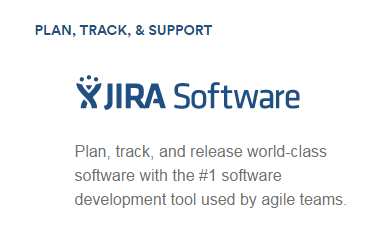 PLAN, TRACK, & SUPPORT
JIRA Software
Plan, track, and release world-class
software with the #1 software
development tool used by agile teams.